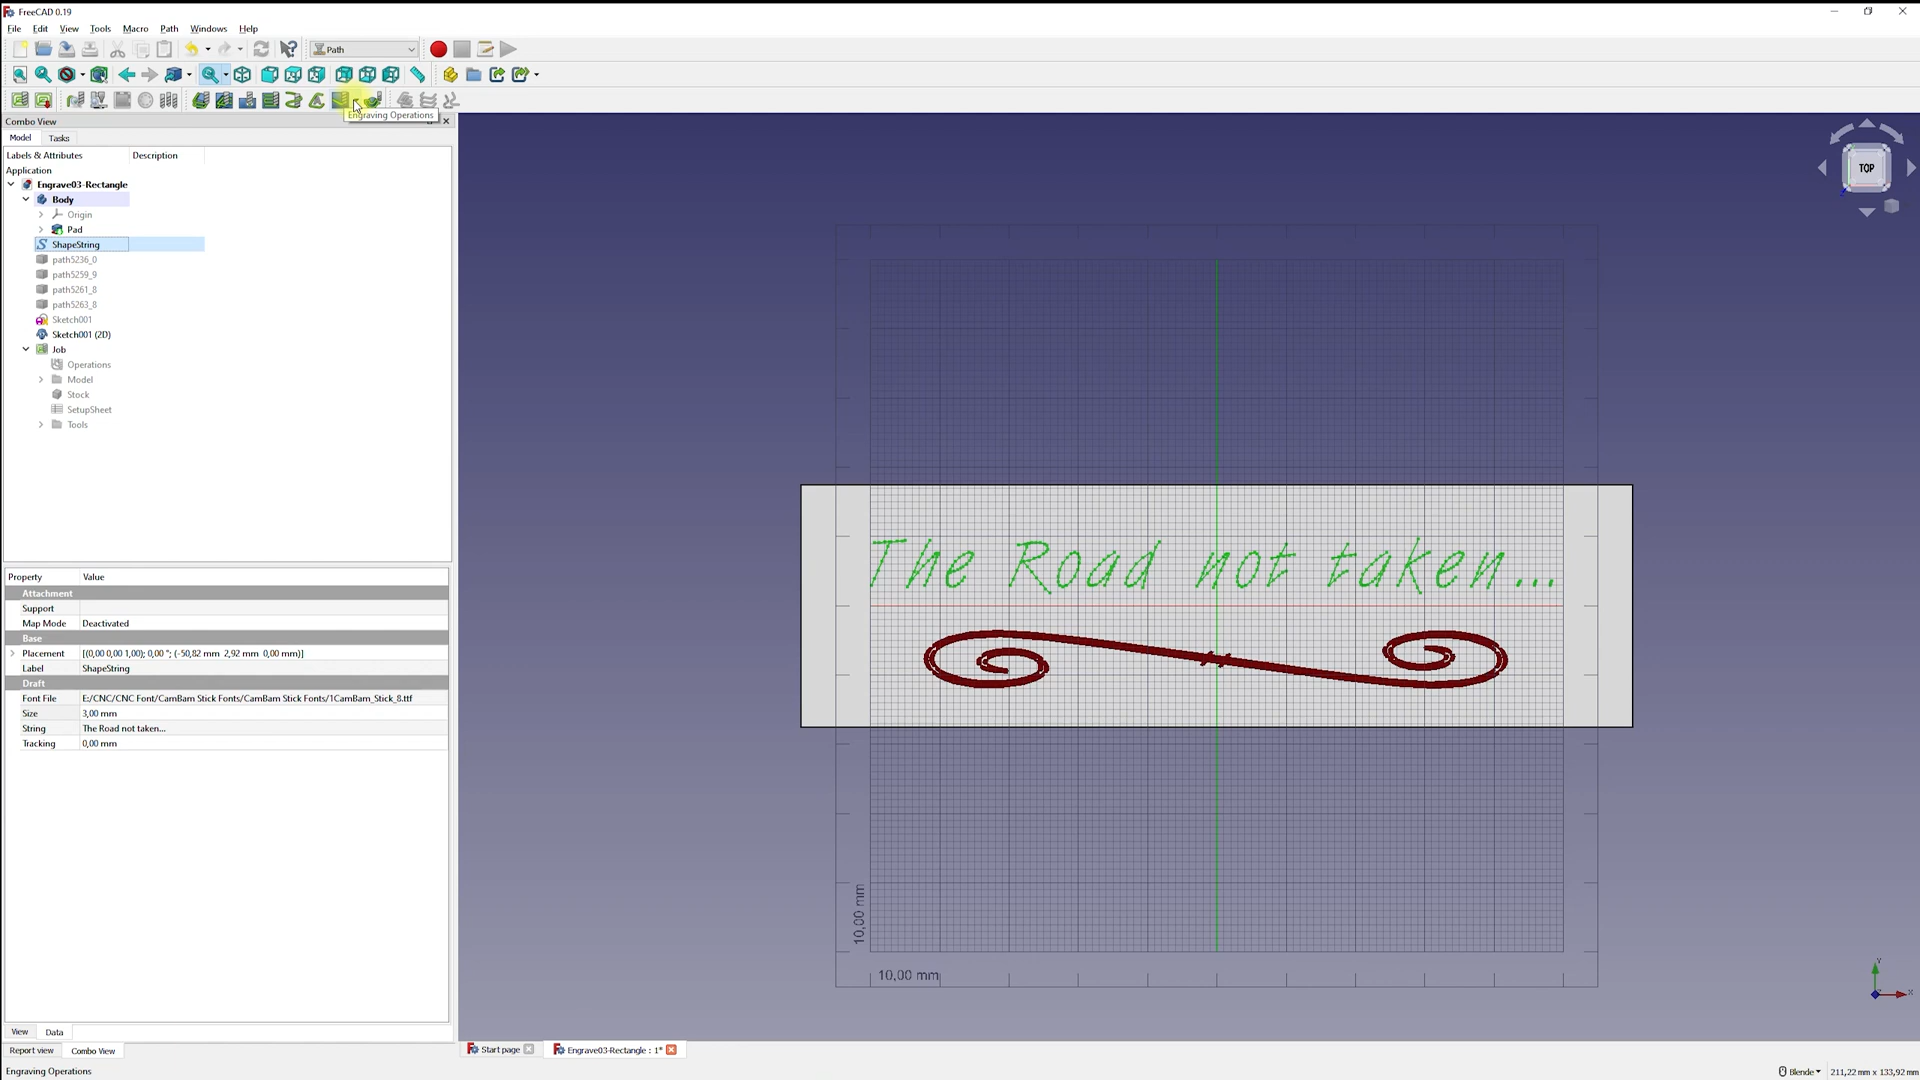 FreeCAD 0.19
File Edit View Tools Macro Path Windows Help
Path
Engraving Operations
Combo View
Model Tasks
Labels & Attributes Description
Application
Engrave03-Rectangle
Body
Origin
Pad
ShapeString
path5236_0
path5259_9
path5261_8
path5263_8
Sketch001
Sketch001 (2D)
Job
Operations
Model
Stock
SetupSheet
Tools
TOP
The Road not taken...
Property Value
Attachment
Support
Map Mode Deactivated
Base
Placement [(0,00 0,00 1,00); 0,00 °; (-50,82 mm 2,92 mm 0,00 mm)]
Label ShapeString
Draft
Font File E:/CNC/CNC Font/CamBam Stick Fonts/CamBam Stick Fonts/1CamBam_Stick_8.ttf
Size 3,00 mm
String The Road not taken...
Tracking 0,00 mm
10,00 mm
10,00 mm
Y
X
View Data
Report view Combo View
Start page Engrave03-Rectangle : 1*
Engraving Operations
Blende 211,22 mm x 133,92 mm